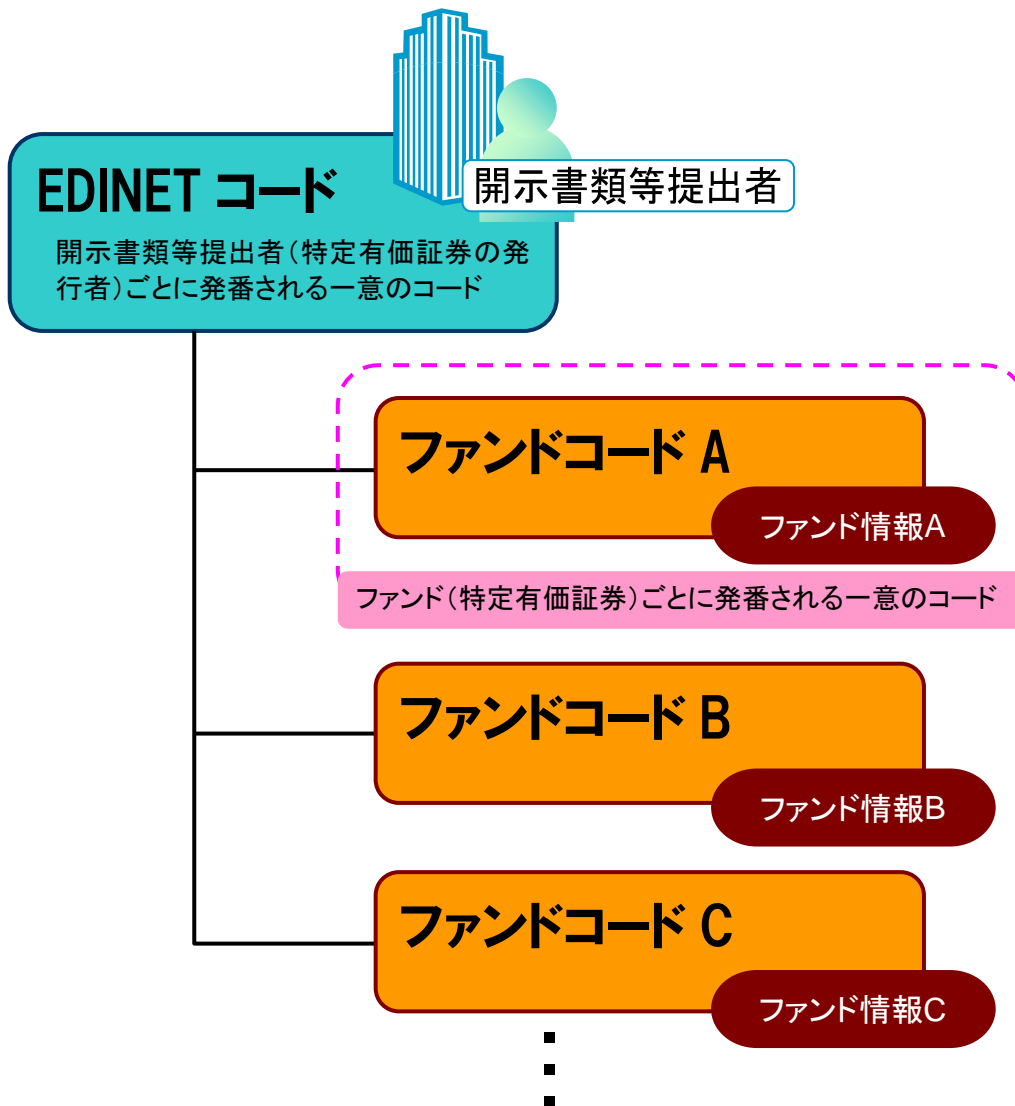 EDINET コード
開示書類等提出者
開示書類等提出者(特定有価証券の発
行者)ごとに発番される一意のコード
ファンドコード A
ファンド情報A
ファンド(特定有価証券)ごとに発番される一意のコード
ファンドコード B
ファンド情報B
ファンドコード C
ファンド情報C